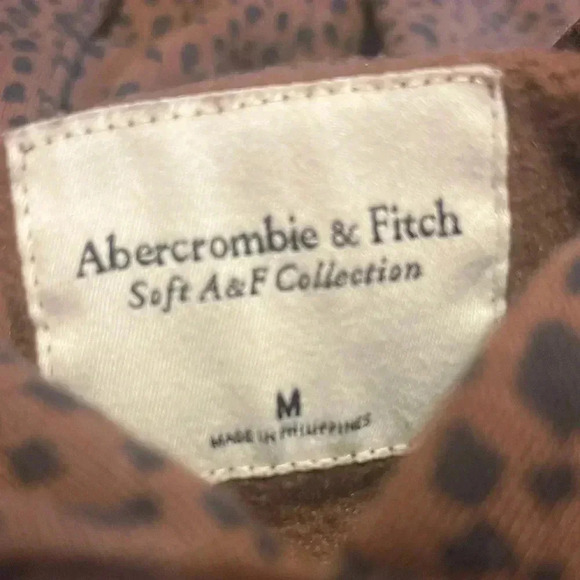 Abercrombie & Fitch
Soft A&F Collection
M
MADE IN PHILIPPINES